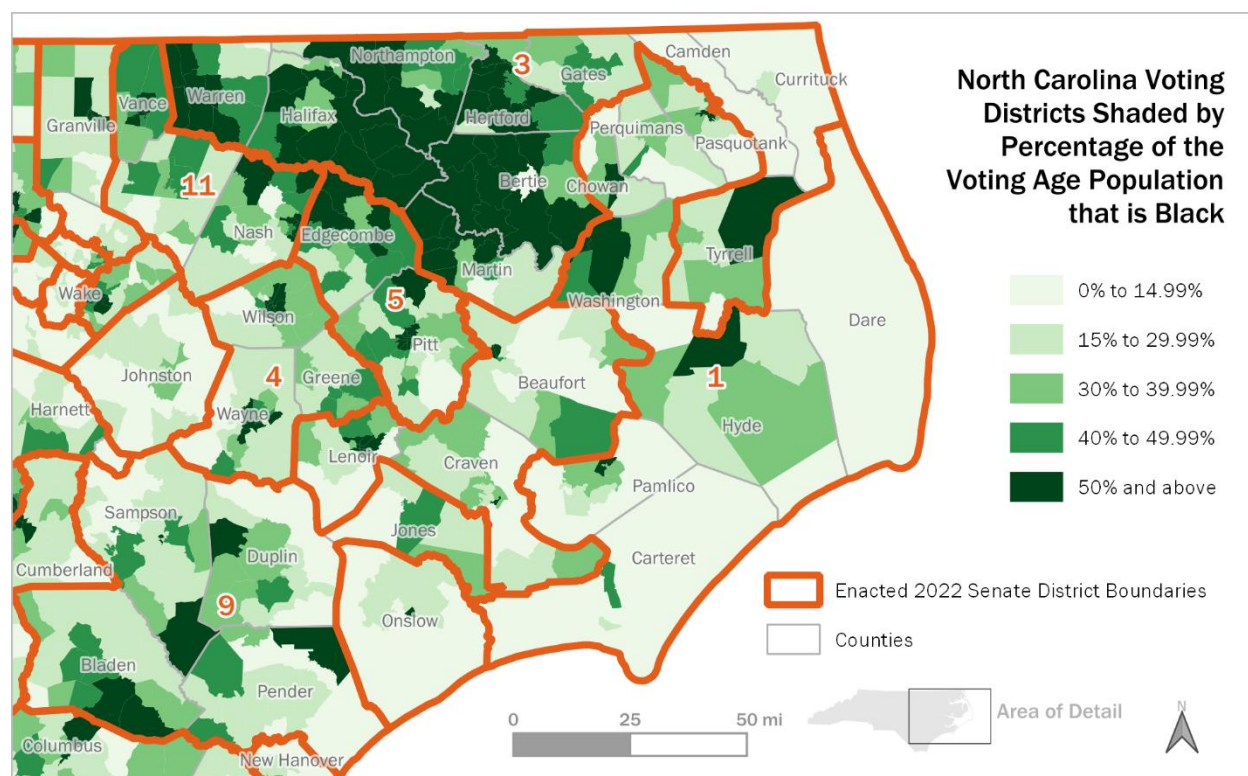 North Carolina Voting
Districts Shaded by
Percentage of the
Voting Age Population
that is Black
0% to 14.99%
15% to 29.99%
30% to 39.99%
40% to 49.99%
50% and above
Enacted 2022 Senate District Boundaries
Counties
Area of Detail
N
0 25 50 mi
Northampton
3
Camden
Gates
Currituck
Vance
Warren
Halifax
Hertford
Granville
Perquimans
Pasquotank
11
Bertie
Chowan
Nash
Edgecombe
Tyrrell
Martin
Wake
5
Washington
Wilson
Dare
Pitt
Johnston
4
Greene
Beaufort
1
Harnett
Wayne
Hyde
Lenoir
Craven
Pamlico
Sampson
Jones
Duplin
Carteret
Cumberland
9
Onslow
Bladen
Pender
Columbus
New Hanover